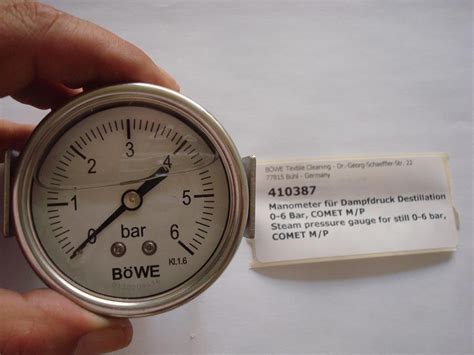 0
1
2
3
4
5
6
bar
BöWE
Kl.1.6
BÖWE Textile Cleaning - Dr.-Georg-Schaeffler-Str. 22
77815 Bühl - Germany
410387
Manometer für Dampfdruck Destillation
0-6 Bar, COMET M/P
Steam pressure gauge for still 0-6 bar,
COMET M/P